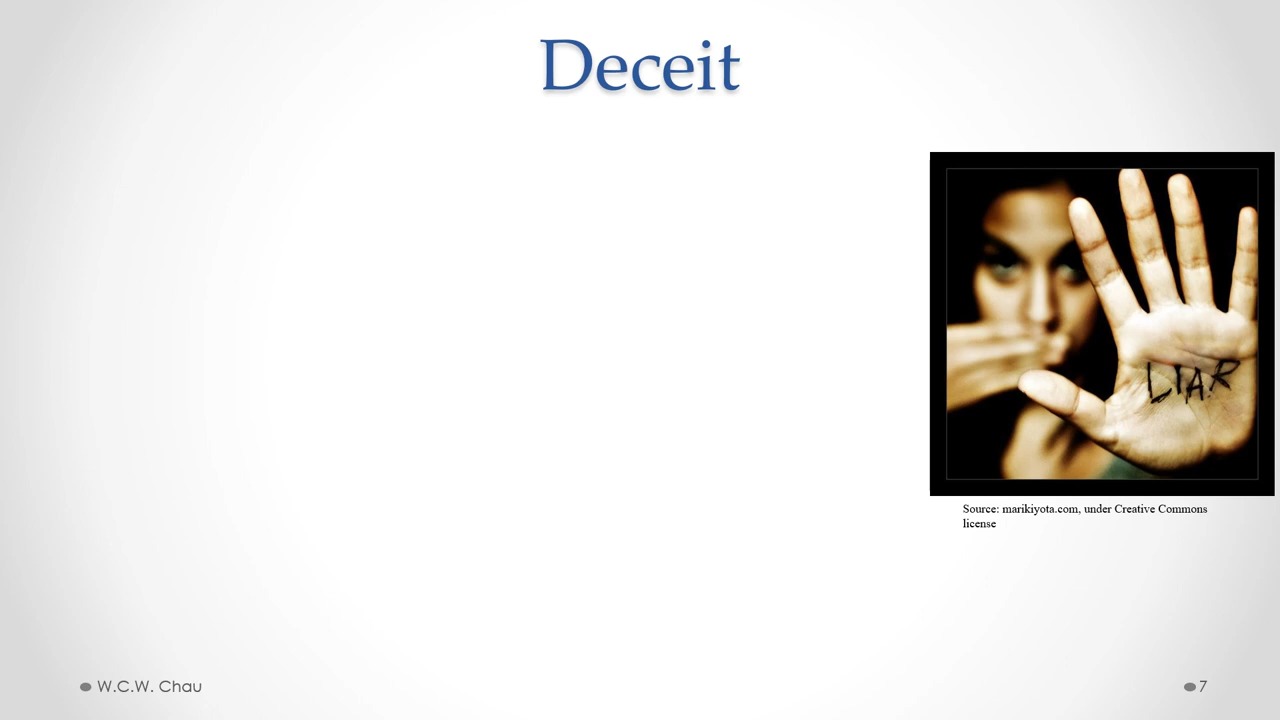 Deceit
LIAR
Source: marikiyota.com, under Creative Commons
license
W.C.W. Chau
7